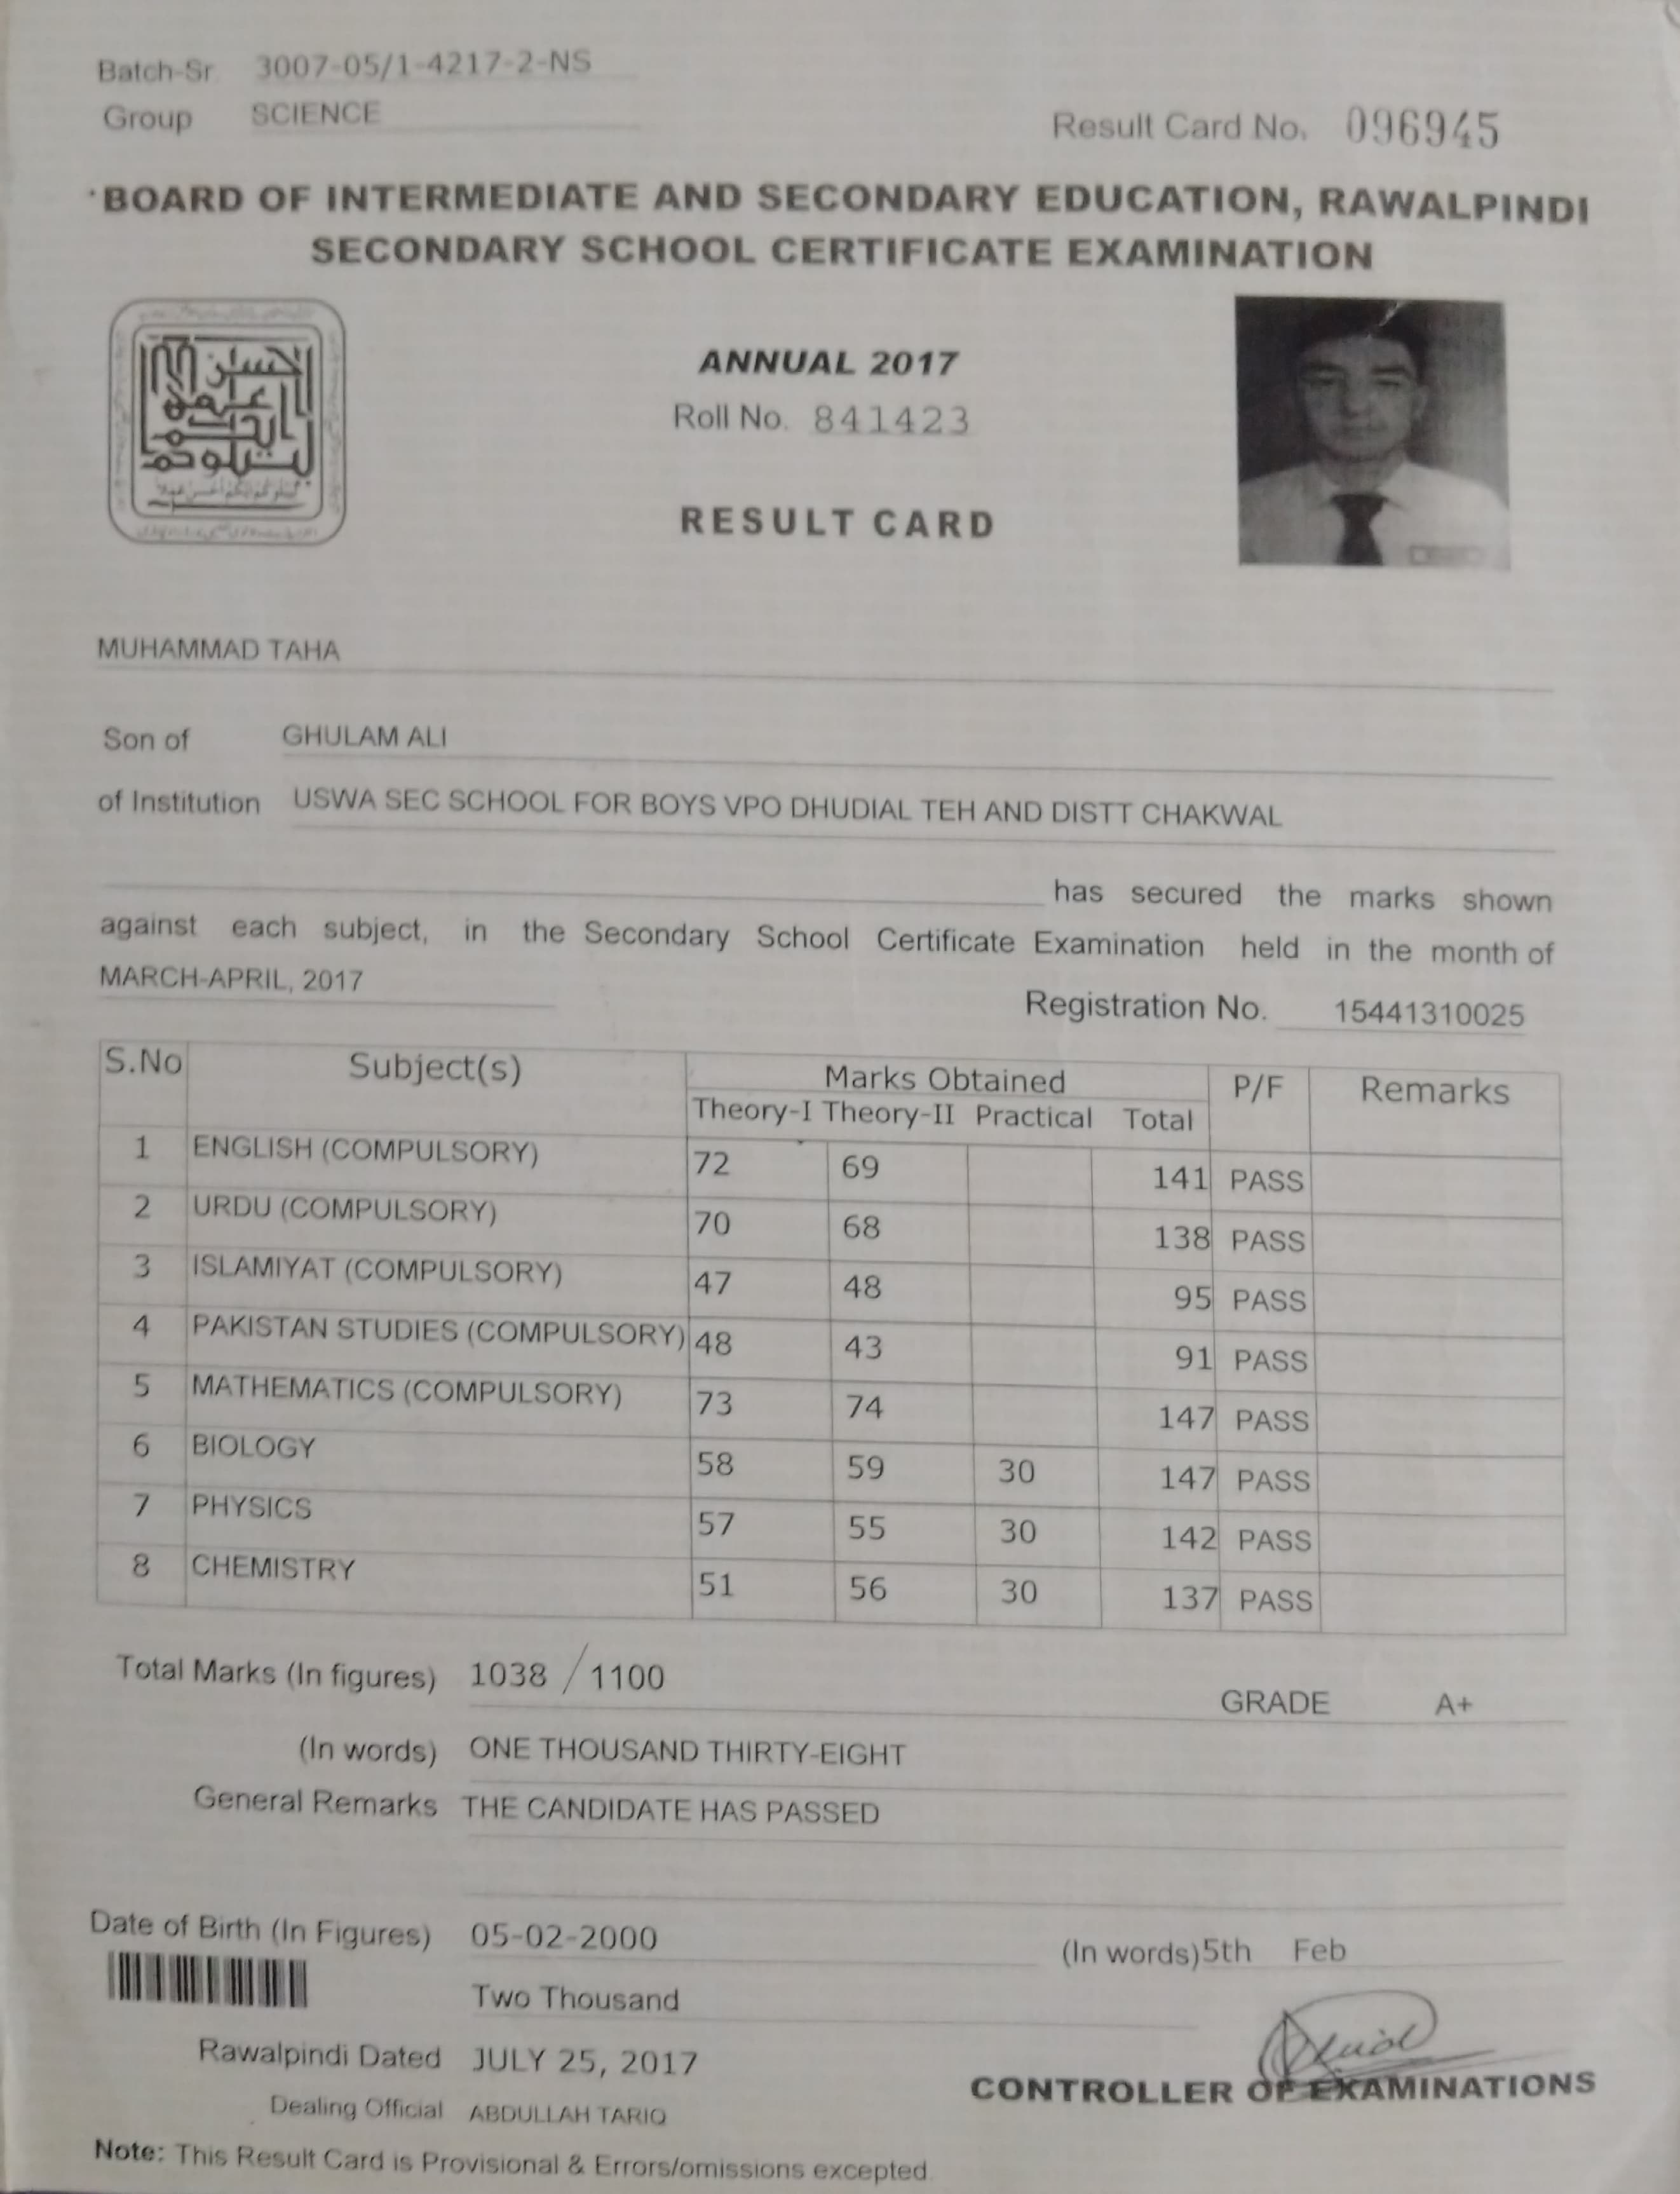 Batch-Sr 3007-05/1-4217-2-NS
Group SCIENCE
Result Card No. 096945
BOARD OF INTERMEDIATE AND SECONDARY EDUCATION, RAWALPINDI
SECONDARY SCHOOL CERTIFICATE EXAMINATION
ANNUAL 2017
Roll No. 841423
RESULT CARD
MUHAMMAD TAHA
Son of GHULAM ALI
of Institution USWA SEC SCHOOL FOR BOYS VPO DHUDIAL TEH AND DISTT CHAKWAL
has secured the marks shown
against each subject, in the Secondary School Certificate Examination held in the month of
MARCH-APRIL, 2017
Registration No. 15441310025
S.No Subject(s) Marks Obtained P/F Remarks
Theory-I Theory-II Practical Total
1 ENGLISH (COMPULSORY) 72 69 141 PASS
2 URDU (COMPULSORY) 70 68 138 PASS
3 ISLAMIYAT (COMPULSORY) 47 48 95 PASS
4 PAKISTAN STUDIES (COMPULSORY) 48 43 91 PASS
5 MATHEMATICS (COMPULSORY) 73 74 147 PASS
6 BIOLOGY 58 59 30 147 PASS
7 PHYSICS 57 55 30 142 PASS
8 CHEMISTRY 51 56 30 137 PASS
Total Marks (In figures) 1038 / 1100
GRADE A+
(In words) ONE THOUSAND THIRTY-EIGHT
General Remarks THE CANDIDATE HAS PASSED
Date of Birth (In Figures) 05-02-2000 (In words) 5th Feb
Two Thousand
Rawalpindi Dated JULY 25, 2017
CONTROLLER OF EXAMINATIONS
Dealing Official ABDULLAH TARIQ
Note: This Result Card is Provisional & Errors/omissions excepted